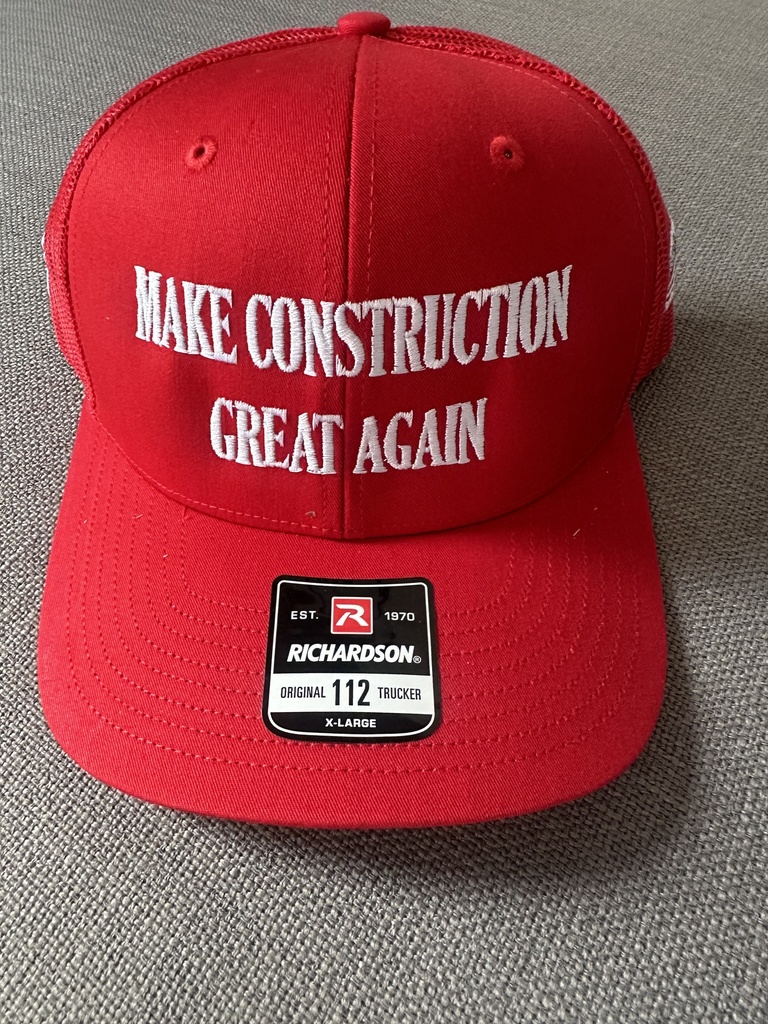 MAKE CONSTRUCTION
GREAT AGAIN
EST. R 1970
RICHARDSON®
ORIGINAL 112 TRUCKER
X-LARGE